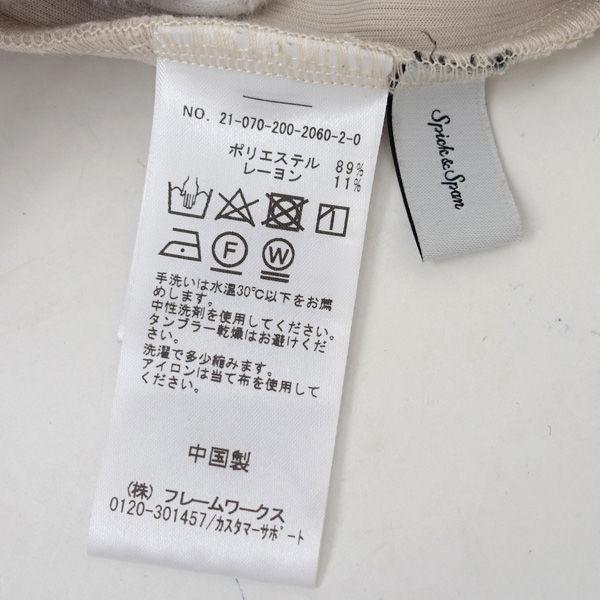 NO. 21-070-200-2060-2-0
ポリエステル 89%
レーヨン 11%
F W
手洗いは水温30℃以下をお薦
めします。
中性洗剤を使用してください。
タンブラー乾燥はお避けくだ
さい。
洗濯で多少縮みます。
アイロンは当て布を使用して
ください。
中国製
(株) フレームワークス
0120-301457/カスタマーサポート
Spick & Span